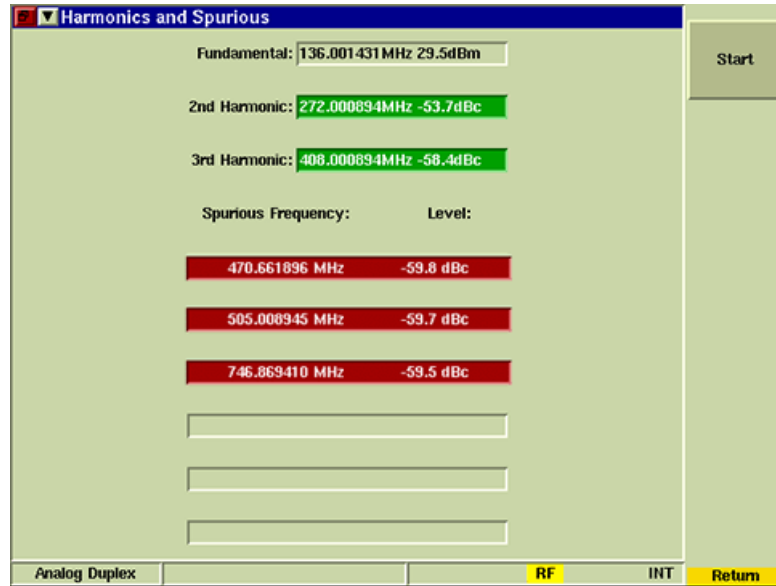 Harmonics and Spurious
Fundamental: 136.001431MHz 29.5dBm
Start
2nd Harmonic: 272.000894MHz -53.7dBc
3rd Harmonic: 408.000894MHz -58.4dBc
Spurious Frequency: Level:
470.661896 MHz -59.8 dBc
505.008945 MHz -59.7 dBc
746.869410 MHz -59.5 dBc
Analog Duplex RF INT Return